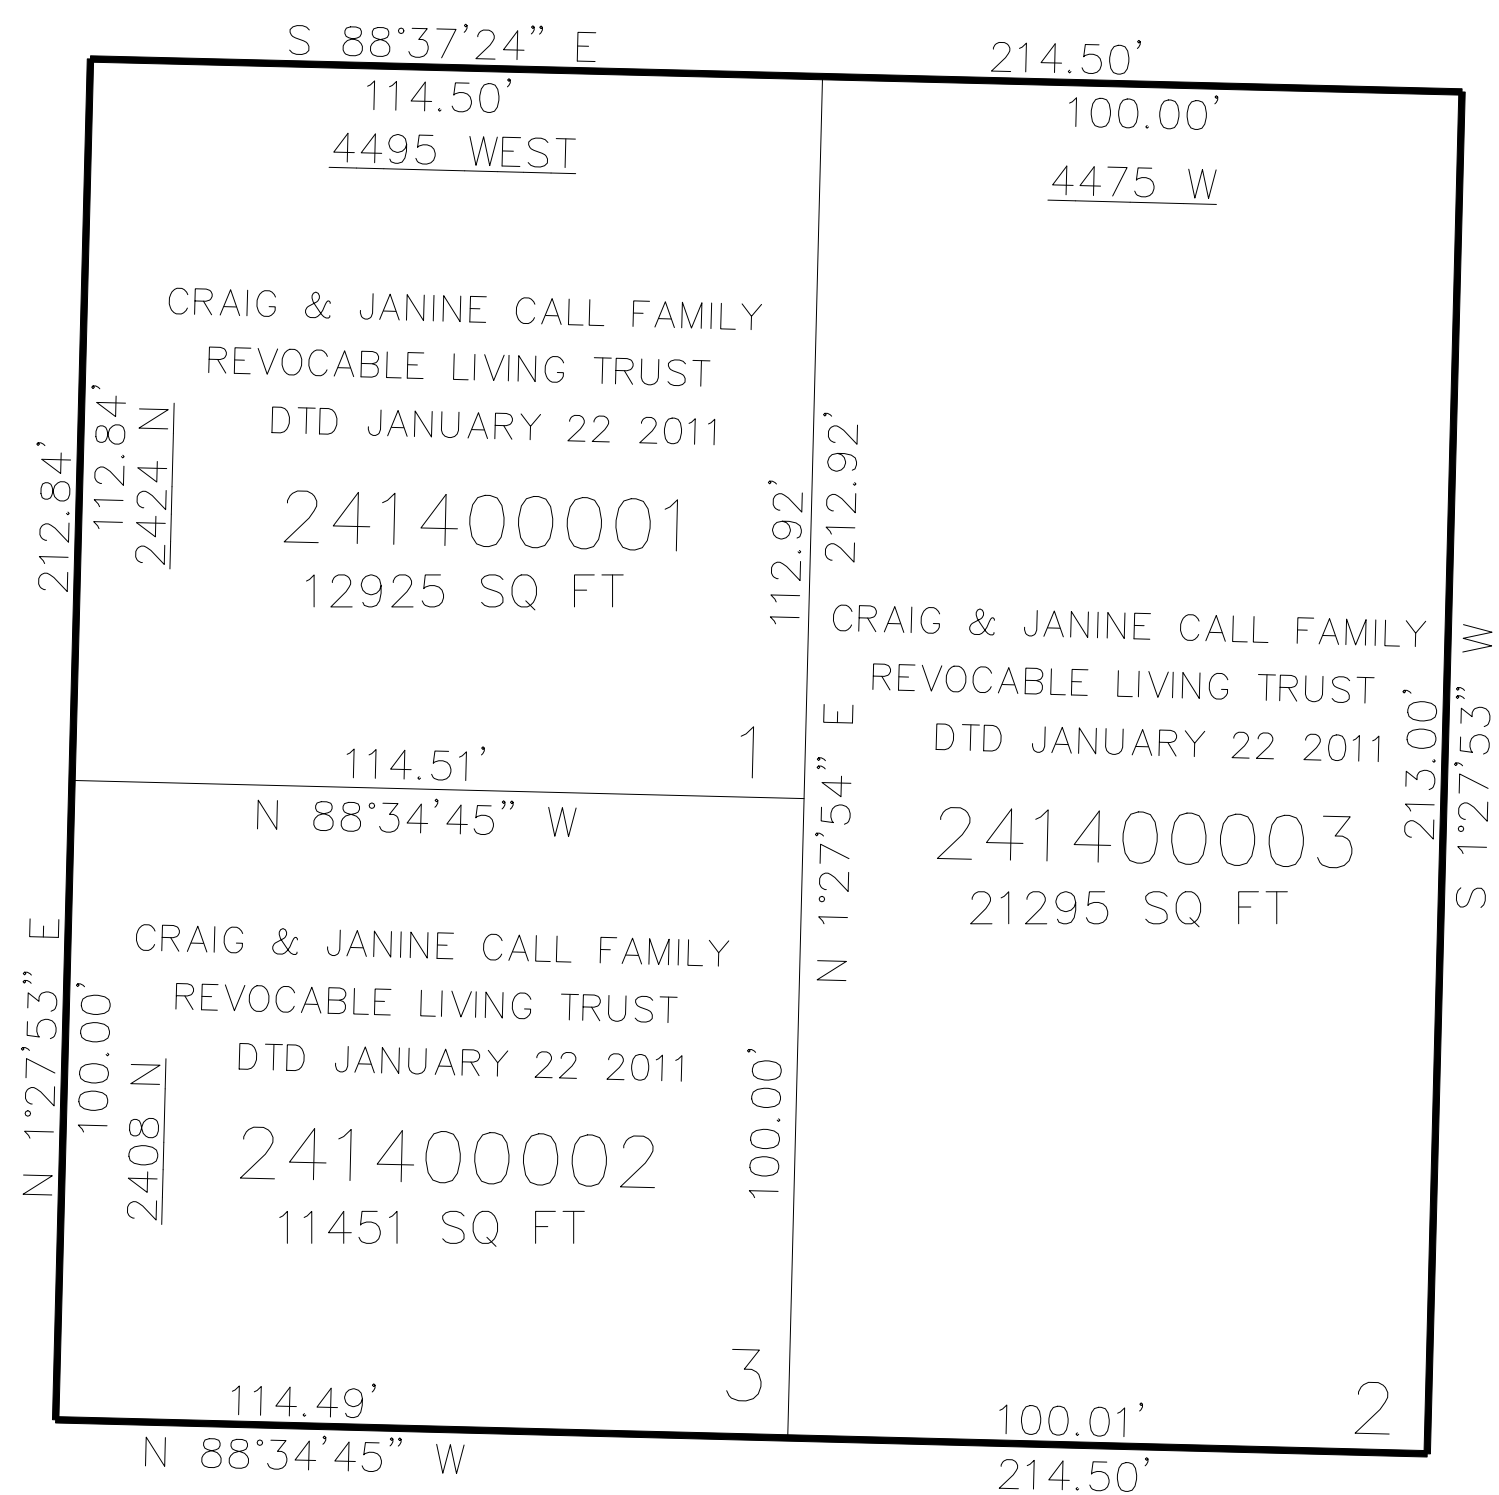 S 88°37'24" E
214.50'
114.50'
100.00'
4495 WEST
4475 W
CRAIG & JANINE CALL FAMILY
REVOCABLE LIVING TRUST
DTD JANUARY 22 2011
241400001
12925 SQ FT
212.84'
112.84'
2424 N
112.92'
212.92'
1
114.51'
N 88°34'45" W
N 1°27'54" E
CRAIG & JANINE CALL FAMILY
REVOCABLE LIVING TRUST
DTD JANUARY 22 2011
241400003
21295 SQ FT
213.00'
S 1°27'53" W
CRAIG & JANINE CALL FAMILY
REVOCABLE LIVING TRUST
DTD JANUARY 22 2011
241400002
11451 SQ FT
N 1°27'53" E
100.00'
2408 N
100.00'
3
2
114.49'
100.01'
N 88°34'45" W
214.50'